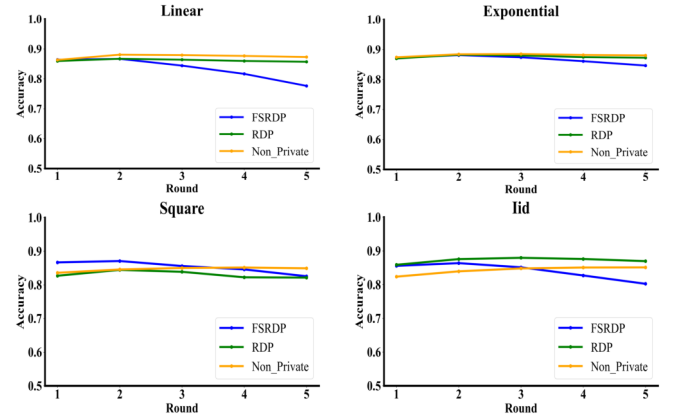 Linear
1.0
0.9
0.8
0.7
0.6
0.5
Accuracy
FSRDP
RDP
Non_Private
1 2 3 4 5
Round
Exponential
1.0
0.9
0.8
0.7
0.6
0.5
Accuracy
FSRDP
RDP
Non_Private
1 2 3 4 5
Round
Square
1.0
0.9
0.8
0.7
0.6
0.5
Accuracy
FSRDP
RDP
Non_Private
1 2 3 4 5
Round
Iid
1.0
0.9
0.8
0.7
0.6
0.5
Accuracy
FSRDP
RDP
Non_Private
1 2 3 4 5
Round